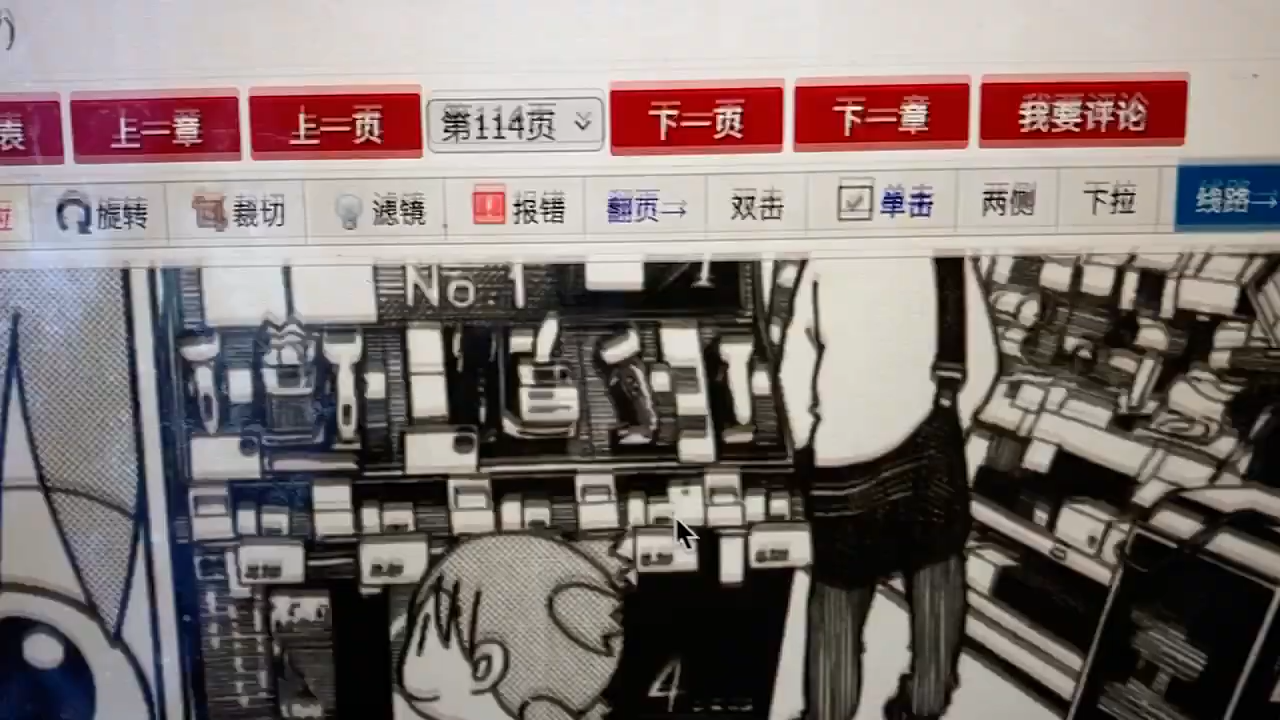 表 上一章 上一页 第114页 下一页 下一章 我要评论
旋转 裁切 滤镜 报错 翻页→ 双击 单击 两侧 下拉 线路→
No.1
4